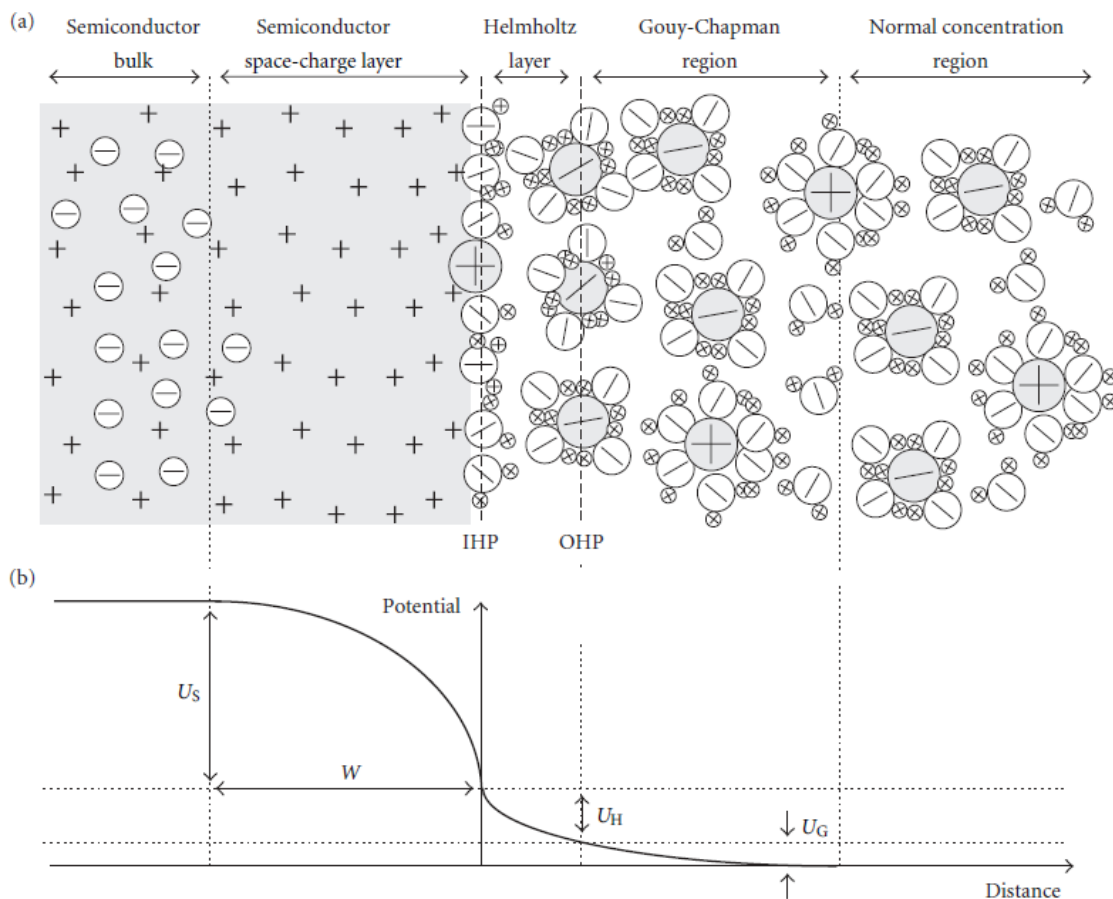 (a)
Semiconductor bulk
Semiconductor space-charge layer
Helmholtz layer
Gouy-Chapman region
Normal concentration region
IHP
OHP
(b)
Potential
U_S
W
U_H
U_G
Distance